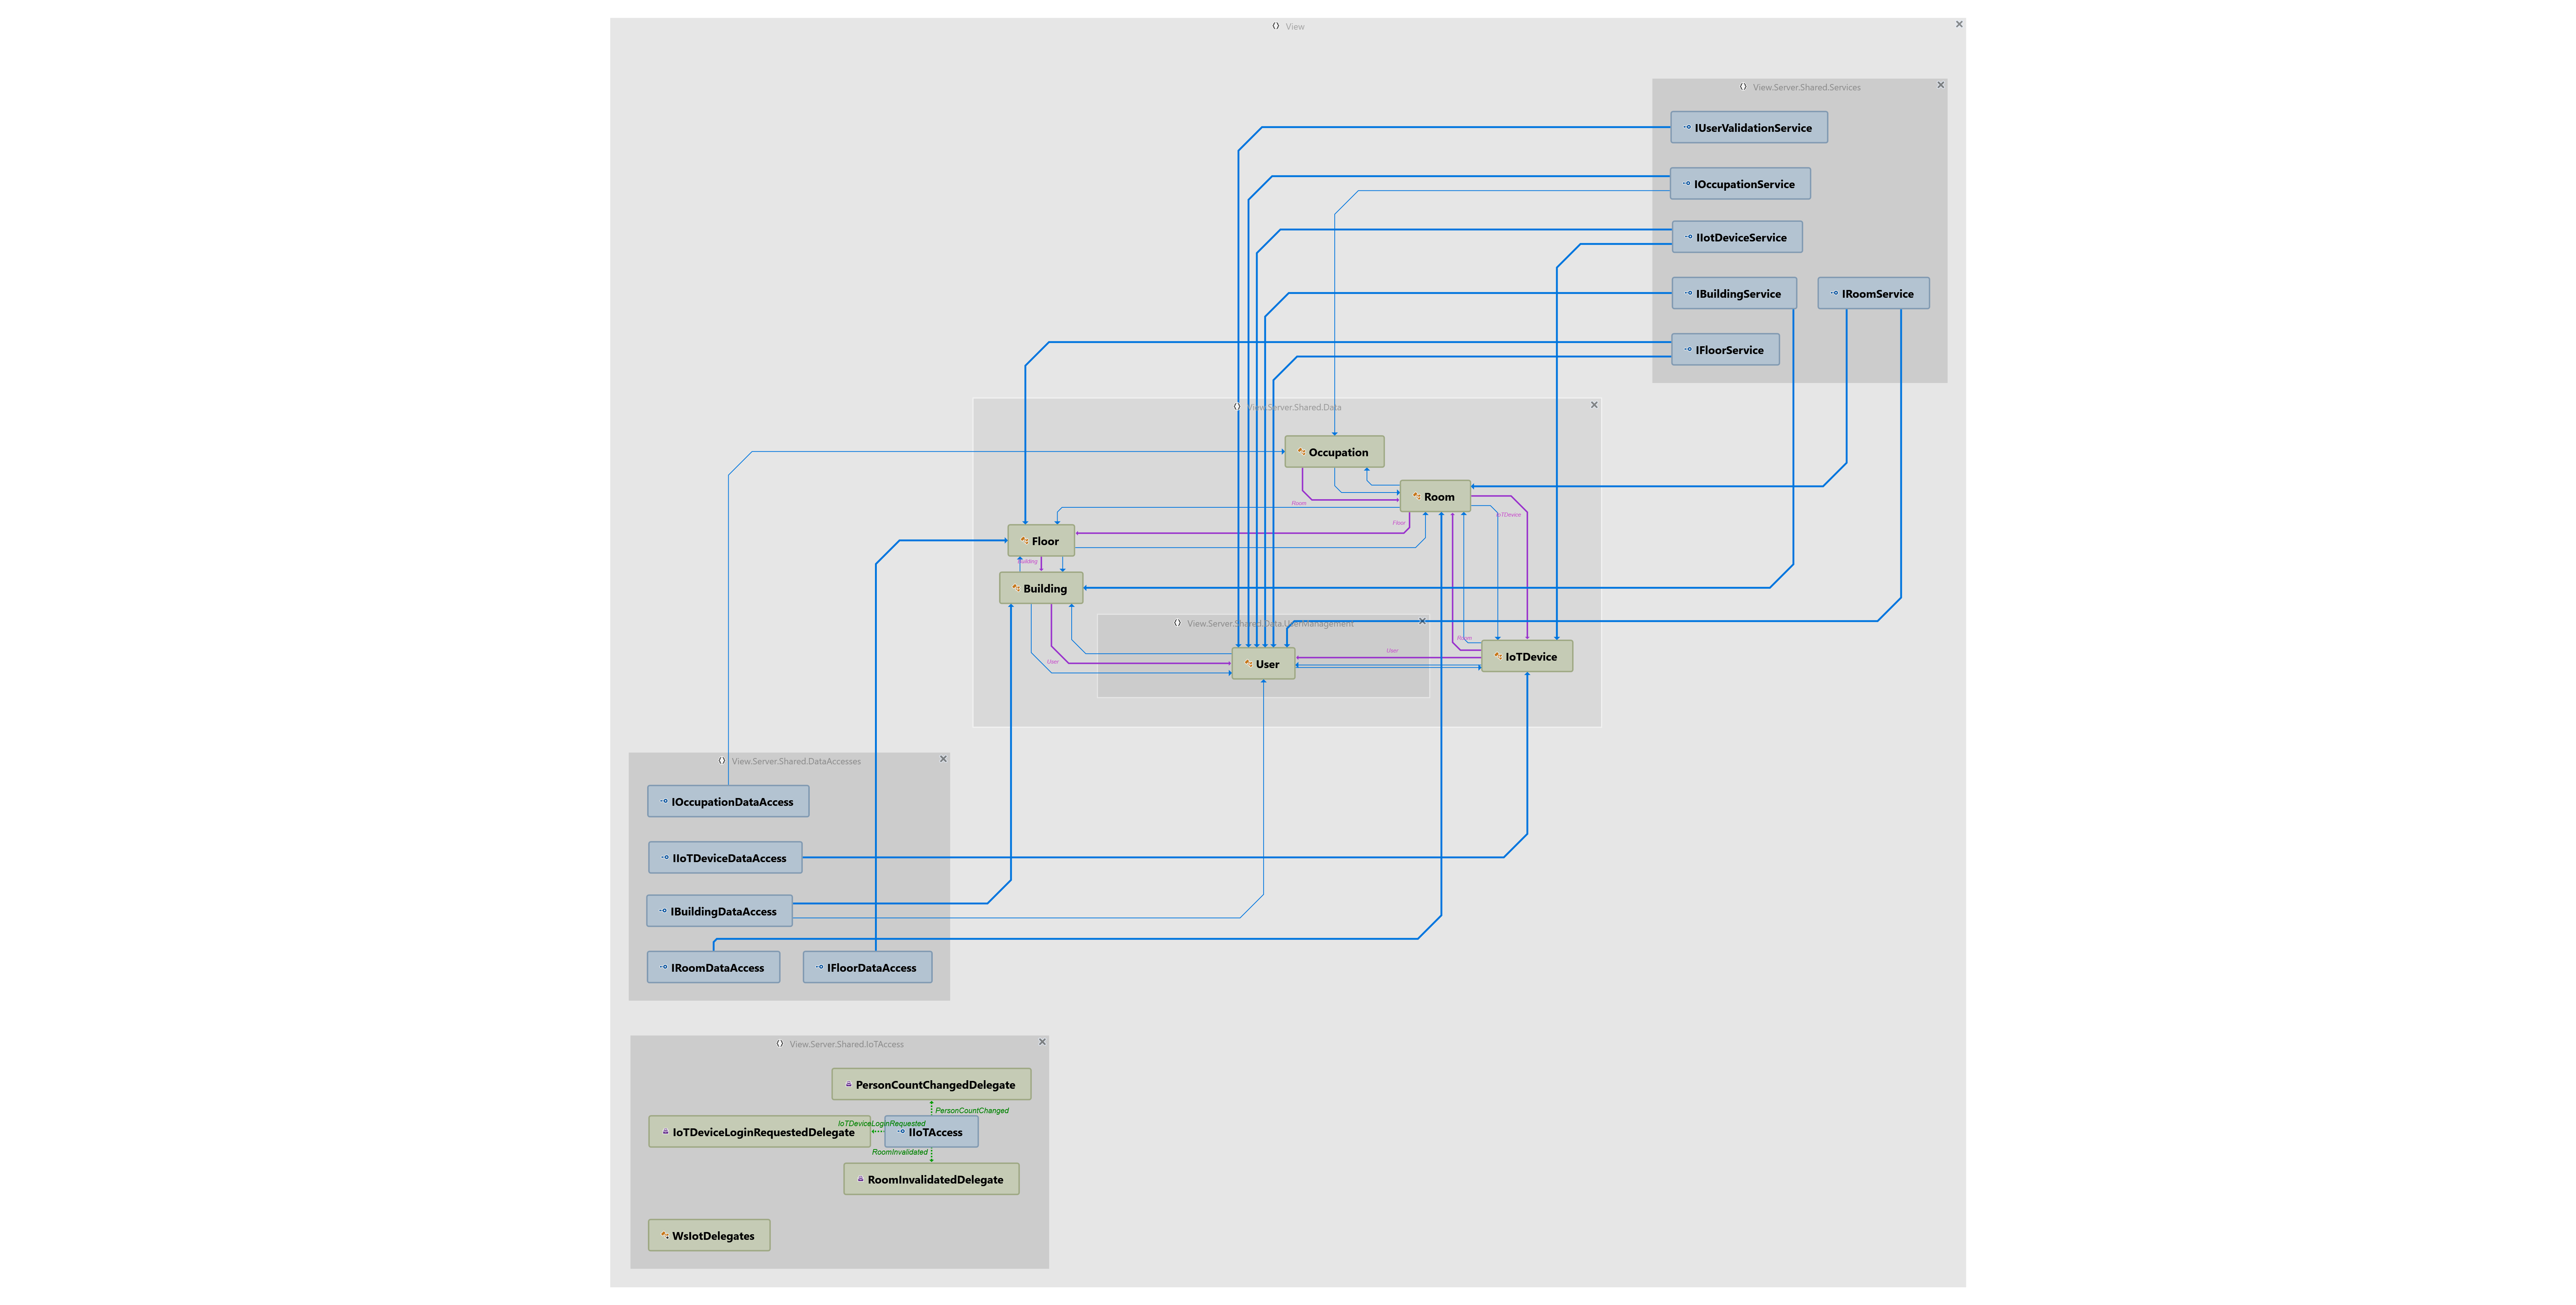 View
View.Server.Shared.Services
IUserValidationService
IOccupationService
IIotDeviceService
IBuildingService
IRoomService
IFloorService
View.Server.Shared.Data
Occupation
Room
Room
IoTDevice
Floor
Floor
Building
Building
View.Server.Shared.Data.UserManagement
Room
User
User
User
IoTDevice
View.Server.Shared.DataAccesses
IOccupationDataAccess
IIoTDeviceDataAccess
IBuildingDataAccess
IRoomDataAccess
IFloorDataAccess
View.Server.Shared.IoTAccess
PersonCountChangedDelegate
PersonCountChanged
IoTDeviceLoginRequested
IoTDeviceLoginRequestedDelegate
IIoTAccess
RoomInvalidated
RoomInvalidatedDelegate
WsIotDelegates